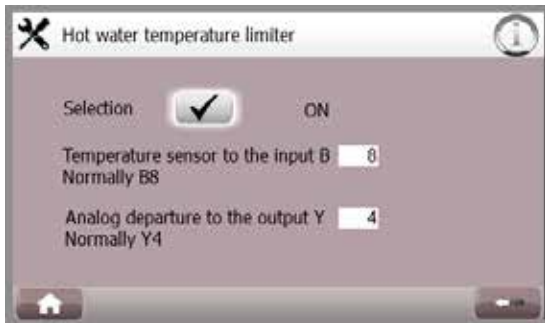 Hot water temperature limiter
Selection ON
Temperature sensor to the input B 8
Normally B8
Analog departure to the output Y 4
Normally Y4